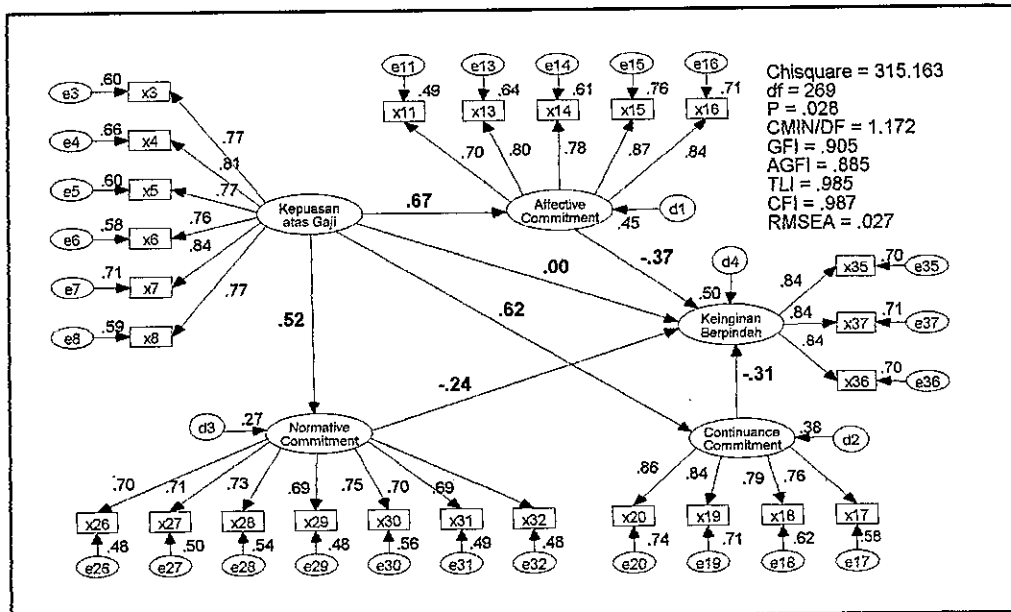 Chisquare = 315.163
df = 269
P = .028
CMIN/DF = 1.172
GFI = .905
AGFI = .885
TLI = .985
CFI = .987
RMSEA = .027
e11 e13 e14 e15 e16
.49 .64 .61 .76 .71
x11 x13 x14 x15 x16
.70 .80 .78 .87 .84
e3 .60 x3 .77
e4 .66 x4 .81
e5 .60 x5 .77
e6 .58 x6 .76
e7 .71 x7 .84
e8 .59 x8 .77
Kepuasan
atas Gaji
.67
Affective
Commitment
.45
d1
.00
-.37
d4
.50
Keinginan
Berpindah
.84 x35 .70 e35
.84 x37 .71 e37
.84 x36 .70 e36
.52
.62
-.24
-.31
d3 .27
Normative
Commitment
Continuance
Commitment
.38
d2
.70 .71 .73 .69 .75 .70 .69
x26 x27 x28 x29 x30 x31 x32
.48 .50 .54 .48 .56 .49 .48
e26 e27 e28 e29 e30 e31 e32
.86 .84 .79 .76
x20 x19 x18 x17
.74 .71 .62 .58
e20 e19 e18 e17